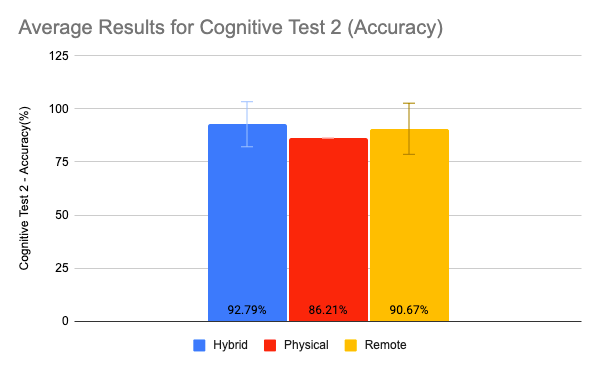 Average Results for Cognitive Test 2 (Accuracy)
Cognitive Test 2 - Accuracy(%)
125
100
75
50
25
0
92.79%
86.21%
90.67%
Hybrid
Physical
Remote